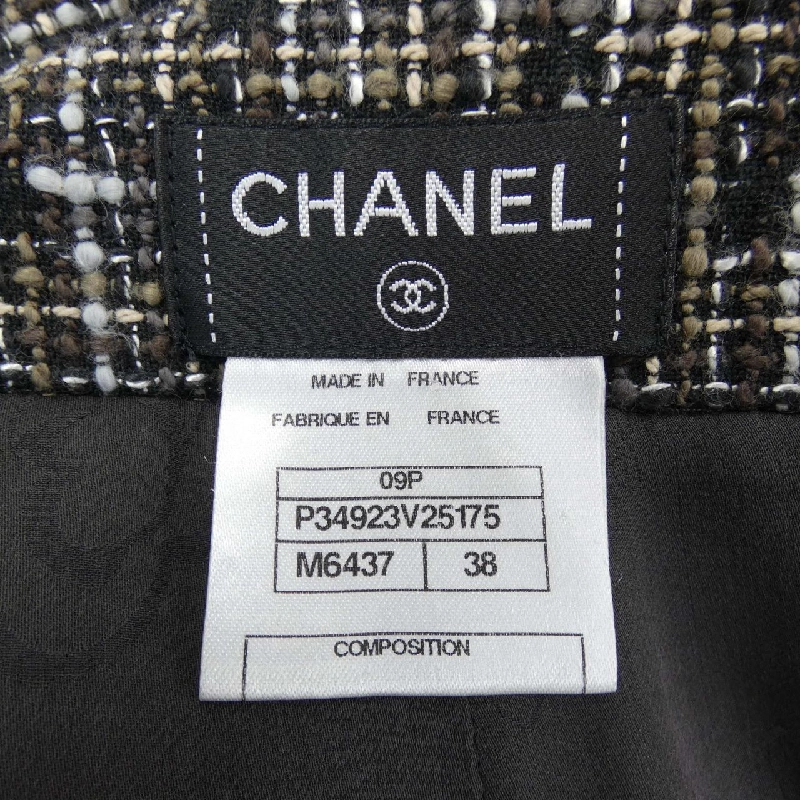 CHANEL
MADE IN FRANCE
FABRIQUE EN FRANCE
09P
P34923V25175
M6437 38
COMPOSITION